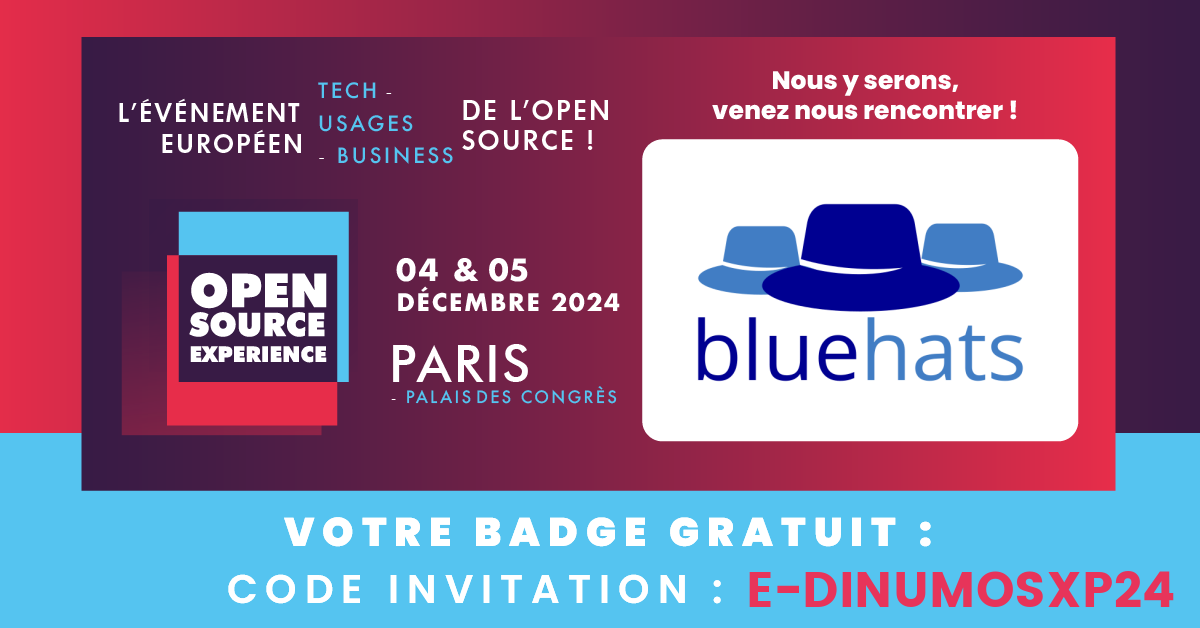 L’ÉVÉNEMENT
EUROPÉEN
TECH -
USAGES
- BUSINESS
DE L’OPEN
SOURCE !
Nous y serons,
venez nous rencontrer !
OPEN
SOURCE
EXPERIENCE
04 & 05
DÉCEMBRE 2024
PARIS
- PALAIS DES CONGRÈS
bluehats
VOTRE BADGE GRATUIT :
CODE INVITATION : E-DINUMOSXP24